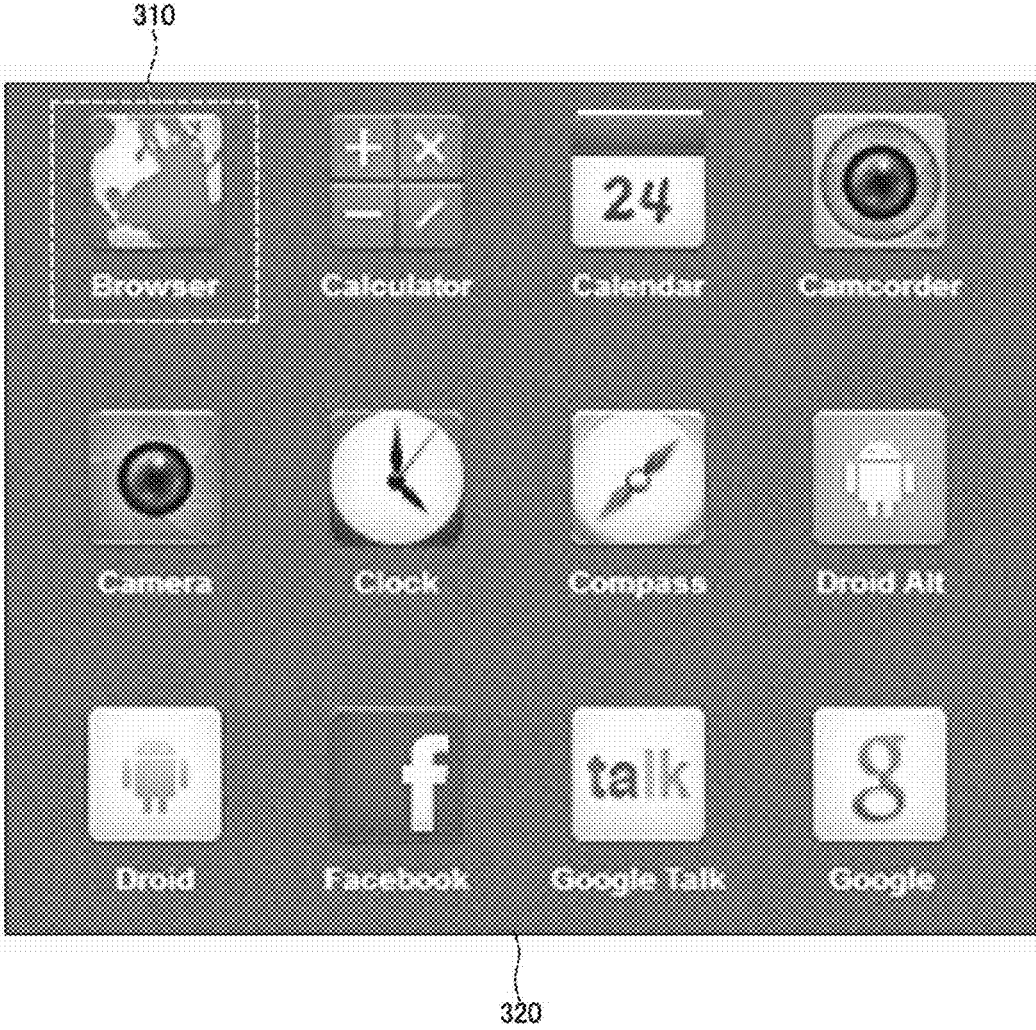 310
24
Browser Calculator Calendar Camcorder
Camera Clock Compass Droid Alt
f talk g
Droid Facebook Google Talk Google
320